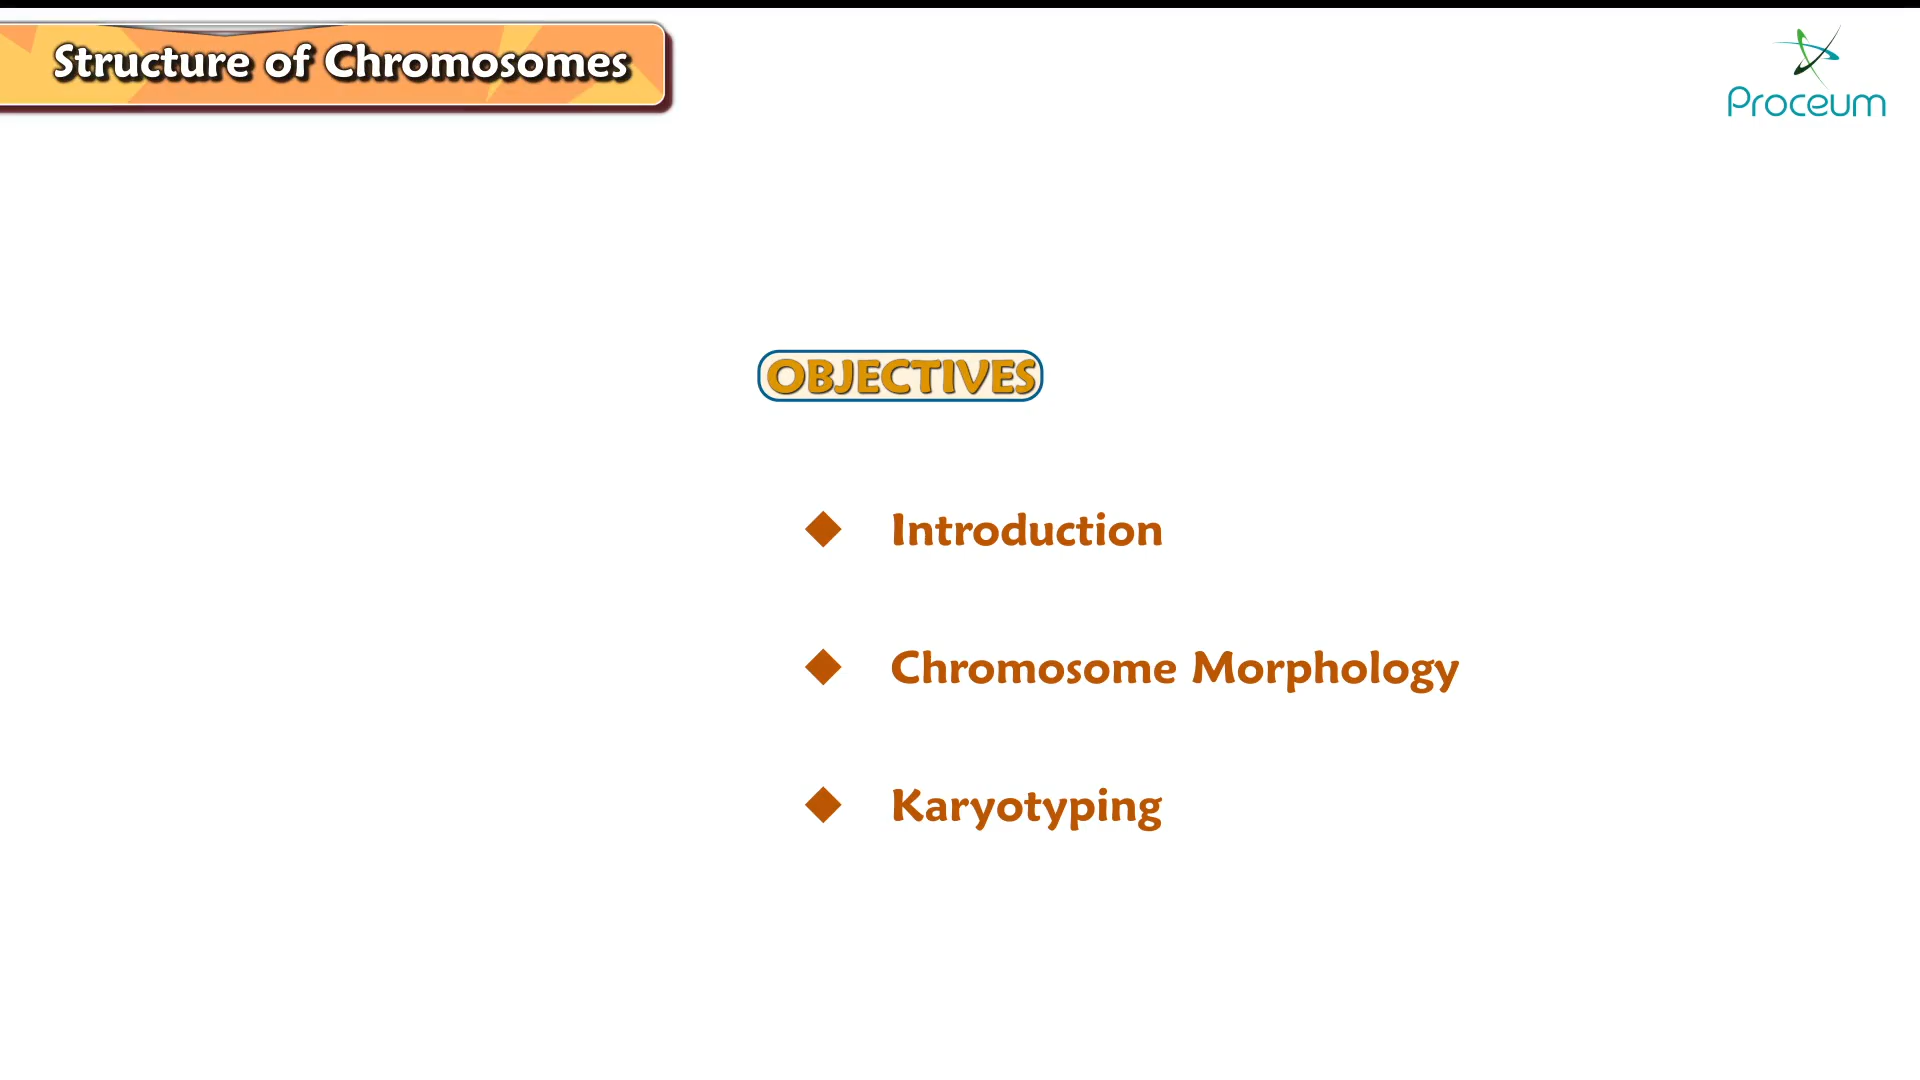 Structure of Chromosomes
Proceum
OBJECTIVES
Introduction
Chromosome Morphology
Karyotyping